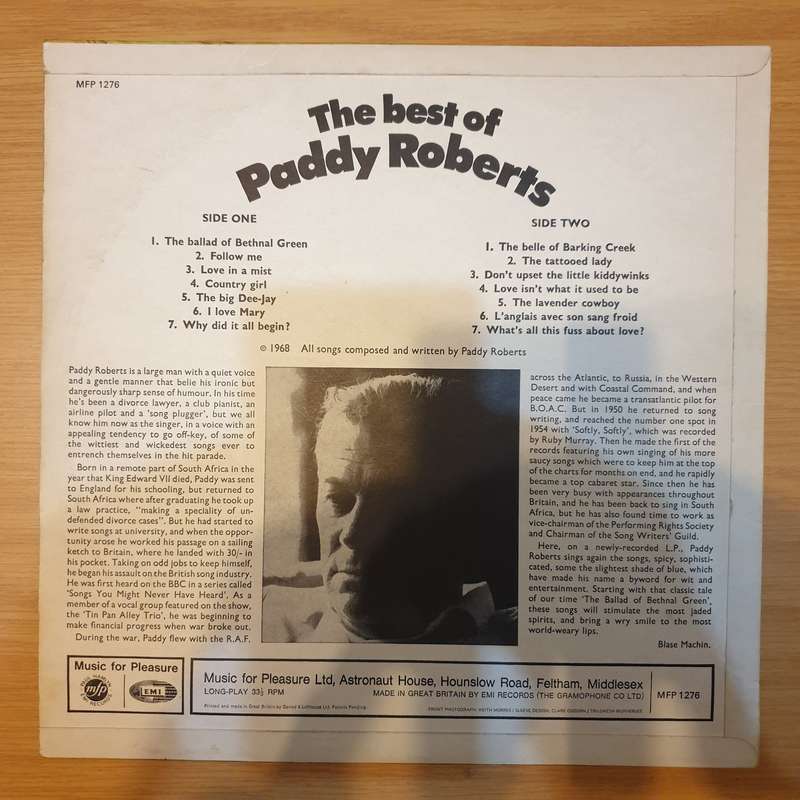 MFP 1276
The best of
Paddy Roberts
SIDE ONE
1. The ballad of Bethnal Green
2. Follow me
3. Love in a mist
4. Country girl
5. The big Dee-Jay
6. I love Mary
7. Why did it all begin?
SIDE TWO
1. The belle of Barking Creek
2. The tattooed lady
3. Don't upset the little kiddywinks
4. Love isn't what it used to be
5. The lavender cowboy
6. L'anglais avec son sang froid
7. What's all this fuss about love?
℗ 1968 All songs composed and written by Paddy Roberts
Paddy Roberts is a large man with a quiet voice
and a gentle manner that belie his ironic but
dangerously sharp sense of humour. In his time
he's been a divorce lawyer, a club pianist, an
airline pilot and a 'song plugger', but we all
know him now as the singer, in a voice with an
appealing tendency to go off-key, of some of
the wittiest and wickedest songs ever to
entrench themselves in the hit parade.
Born in a remote part of South Africa in the
year that King Edward VII died, Paddy was sent
to England for his schooling, but returned to
South Africa where after graduating he took up
a law practice, "making a speciality of un-
defended divorce cases". But he had started to
write songs at university, and when the oppor-
tunity arose he worked his passage on a sailing
ketch to Britain, where he landed with 30/- in
his pocket. Taking on odd jobs to keep himself,
he began his assault on the British song industry.
He was first heard on the BBC in a series called
'Songs You Might Never Have Heard'. As a
member of a vocal group featured on the show,
the 'Tin Pan Alley Trio', he was beginning to
make financial progress when war broke out.
During the war, Paddy flew with the R.A.F.
across the Atlantic, to Russia, in the Western
Desert and with Coastal Command, and when
peace came he became a transatlantic pilot for
B.O.A.C. But in 1950 he returned to song
writing, and reached the number one spot in
1954 with 'Softly, Softly', which was recorded
by Ruby Murray. Then he made the first of the
records featuring his own singing of his more
saucy songs which were to keep him at the top
of the charts for months on end, and he rapidly
became a top cabaret star. Since then he has
been very busy with appearances throughout
Britain, and he has been back to sing in South
Africa, but he has also found time to work as
vice-chairman of the Performing Rights Society
and Chairman of the Song Writers' Guild.
Here, on a newly-recorded L.P., Paddy
Roberts sings again the songs, spicy, sophisti-
cated, some the slightest shade of blue, which
have made his name a byword for wit and
entertainment. Starting with that classic tale
of our time 'The Ballad of Bethnal Green',
these songs will stimulate the most jaded
spirits, and bring a wry smile to the most
world-weary lips.
Blase Machin.
Music for Pleasure
mfp
EMI
Music for Pleasure Ltd, Astronaut House, Hounslow Road, Feltham, Middlesex
LONG-PLAY 33⅓ RPM
MADE IN GREAT BRITAIN BY EMI RECORDS (THE GRAMOPHONE CO LTD)
MFP 1276
Printed and made in Great Britain by
FRONT PHOTOGRAPH: KEITH MORRIS / SLEEVE DESIGN: CLARE OSBORN /